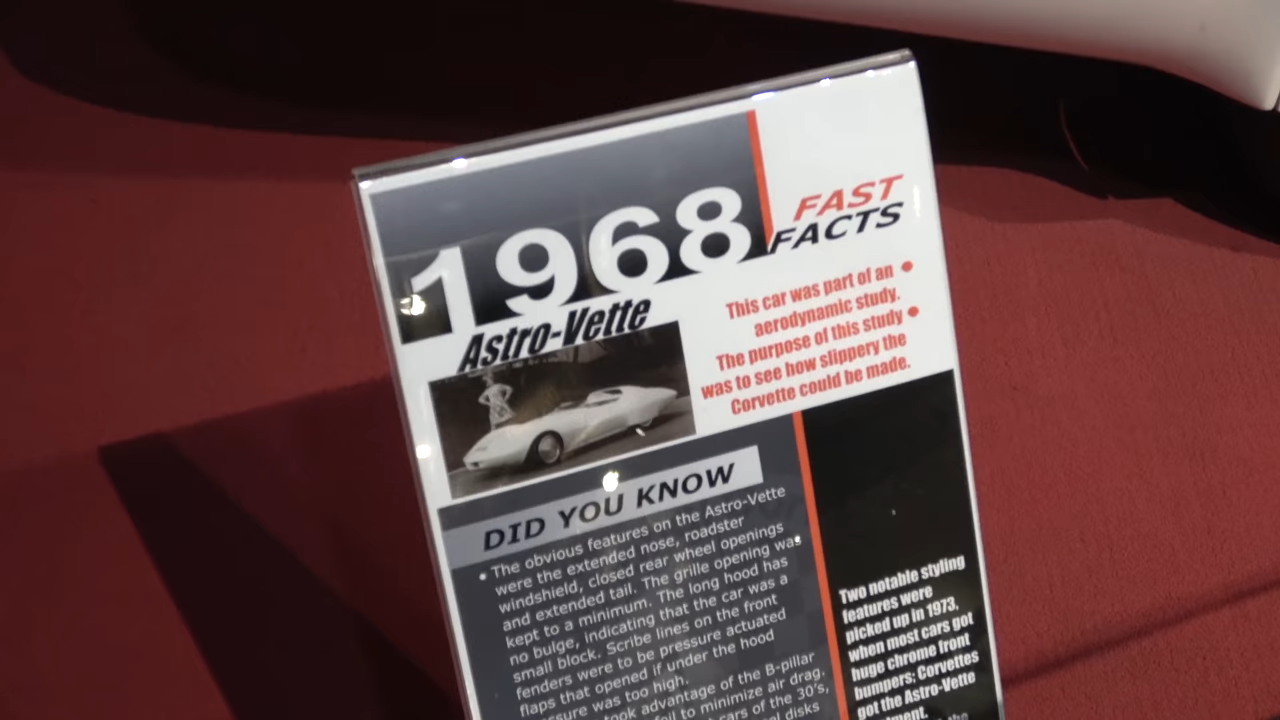 1968
FAST
FACTS
Astro-Vette
This car was part of an •
aerodynamic study.
The purpose of this study •
was to see how slippery the
Corvette could be made.
DID YOU KNOW
• The obvious features on the Astro-Vette
were the extended nose, roadster
windshield, closed rear wheel openings
and extended tail. The grille opening was
kept to a minimum. The long hood has
no bulge, indicating that the car was a
small block. Scribe lines on the front
fenders were to be pressure actuated
flaps that opened if under the hood
was too high.
took advantage of the B-pillar
to minimize air drag.
cars of the 30's,
disks
Two notable styling
features were
picked up in 1973,
when most cars got
huge chrome front
bumpers; Corvettes
got the Astro-Vette